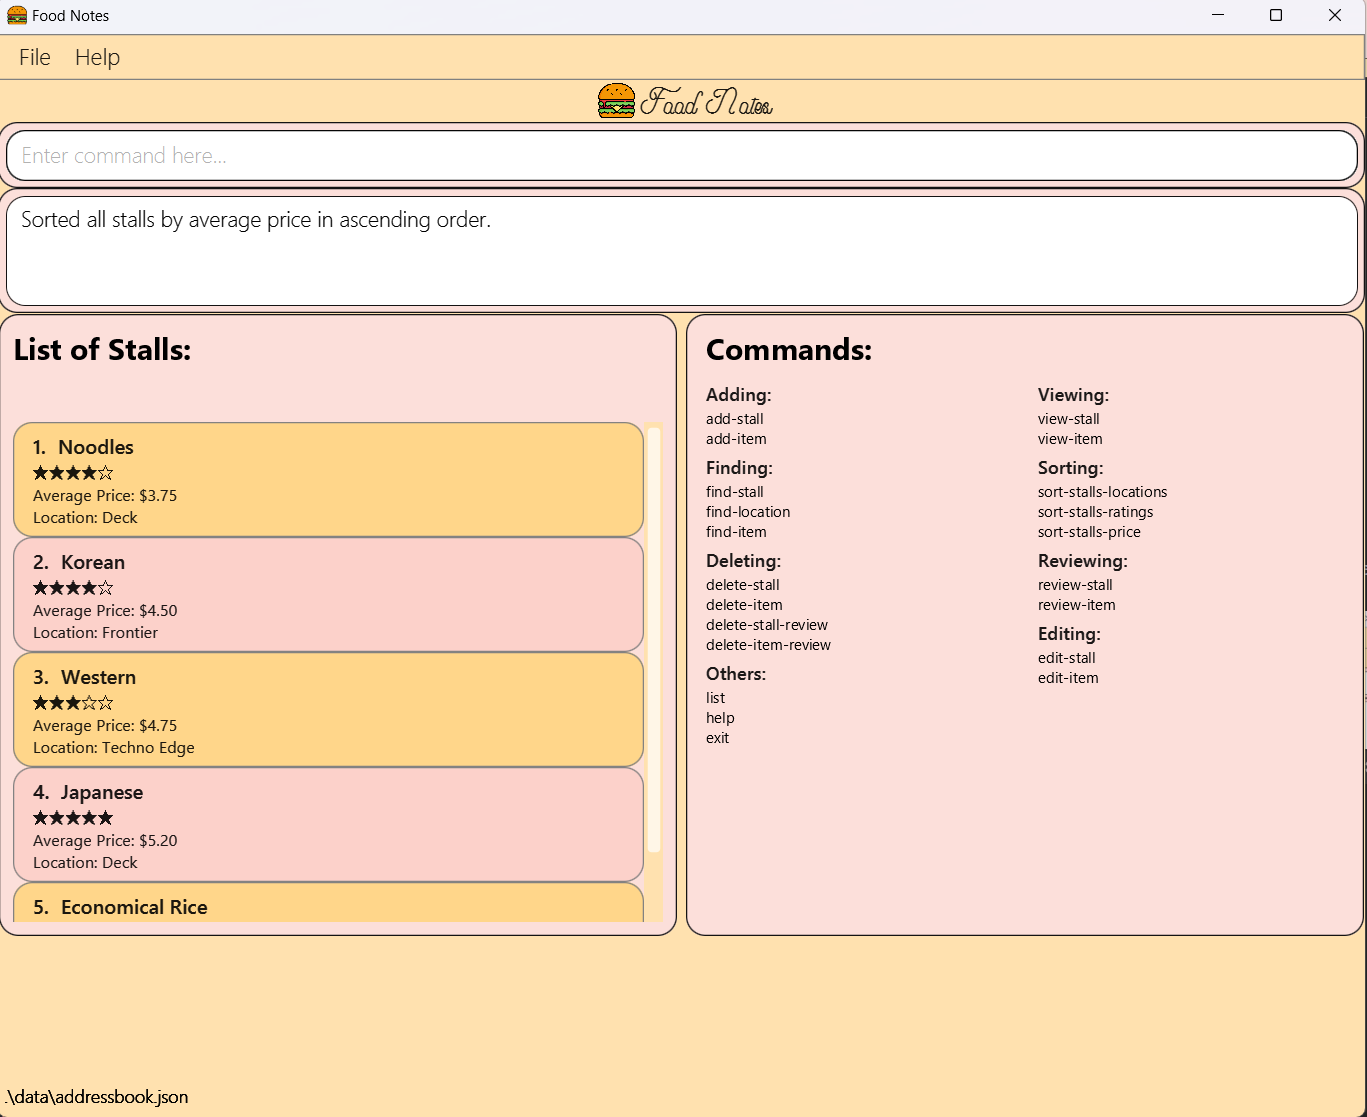 Food Notes
File Help
Food Notes
Enter command here...
Sorted all stalls by average price in ascending order.
List of Stalls:
1. Noodles
★★★★☆
Average Price: $3.75
Location: Deck
2. Korean
★★★★☆
Average Price: $4.50
Location: Frontier
3. Western
★★★☆☆
Average Price: $4.75
Location: Techno Edge
4. Japanese
★★★★★
Average Price: $5.20
Location: Deck
5. Economical Rice
Commands:
Adding:
add-stall
add-item
Finding:
find-stall
find-location
find-item
Deleting:
delete-stall
delete-item
delete-stall-review
delete-item-review
Others:
list
help
exit
Viewing:
view-stall
view-item
Sorting:
sort-stalls-locations
sort-stalls-ratings
sort-stalls-price
Reviewing:
review-stall
review-item
Editing:
edit-stall
edit-item
.\data\addressbook.json